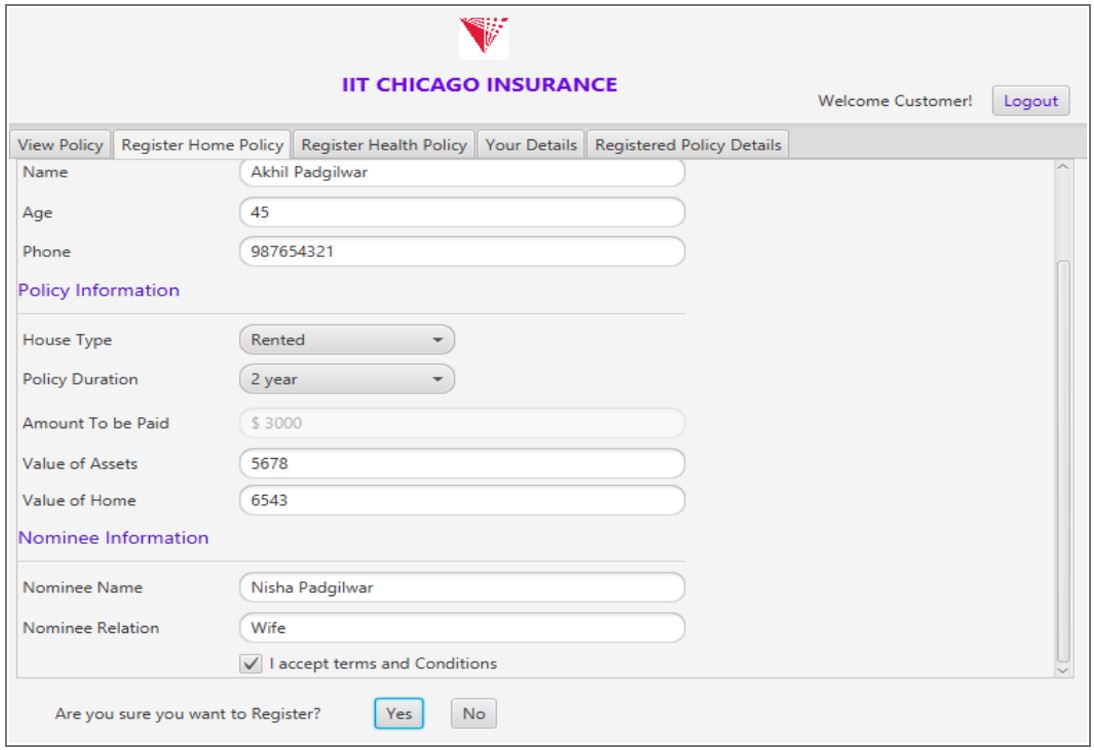 IIT CHICAGO INSURANCE
Welcome Customer! Logout
View Policy Register Home Policy Register Health Policy Your Details Registered Policy Details
Name Akhil Padgilwar
Age 45
Phone 987654321
Policy Information
House Type Rented
Policy Duration 2 year
Amount To be Paid $ 3000
Value of Assets 5678
Value of Home 6543
Nominee Information
Nominee Name Nisha Padgilwar
Nominee Relation Wife
I accept terms and Conditions
Are you sure you want to Register? Yes No